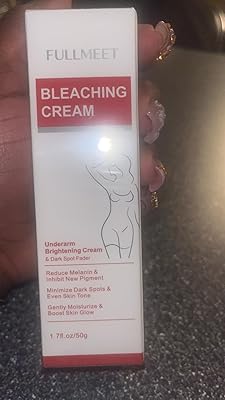 FULLMEET
BLEACHING
CREAM
Underarm
Brightening Cream
& Dark Spot Fader
Reduce Melanin &
Inhibit New Pigment
Minimize Dark Spots &
Even Skin Tone
Gently Moisturize &
Boost Skin Glow
1.7fl.oz/50g